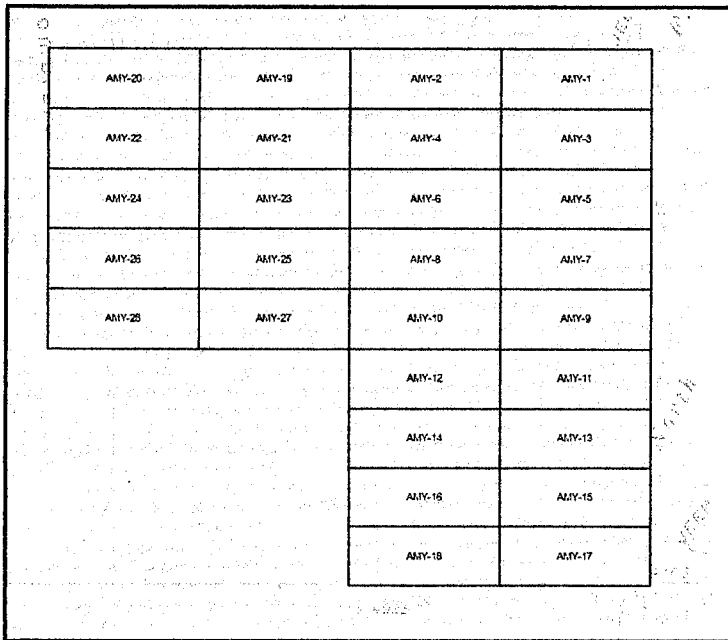 AMY-20 AMY-19 AMY-2 AMY-1
AMY-22 AMY-21 AMY-4 AMY-3
AMY-24 AMY-23 AMY-6 AMY-5
AMY-26 AMY-25 AMY-8 AMY-7
AMY-28 AMY-27 AMY-10 AMY-9
AMY-12 AMY-11
AMY-14 AMY-13
AMY-16 AMY-15
AMY-18 AMY-17
North